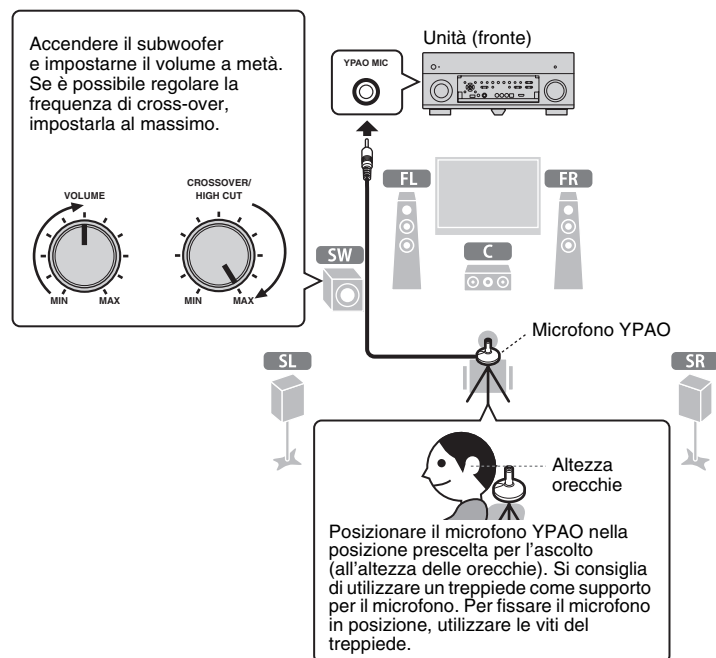 Accendere il subwoofer
e impostarne il volume a metà.
Se è possibile regolare la
frequenza di cross-over,
impostarla al massimo.
VOLUME
MIN
MAX
CROSSOVER/
HIGH CUT
MIN
MAX
Unità (fronte)
YPAO MIC
FL
FR
C
SW
Microfono YPAO
SL
SR
Altezza
orecchie
Posizionare il microfono YPAO nella
posizione prescelta per l'ascolto
(all'altezza delle orecchie). Si consiglia
di utilizzare un treppiede come supporto
per il microfono. Per fissare il microfono
in posizione, utilizzare le viti del
treppiede.